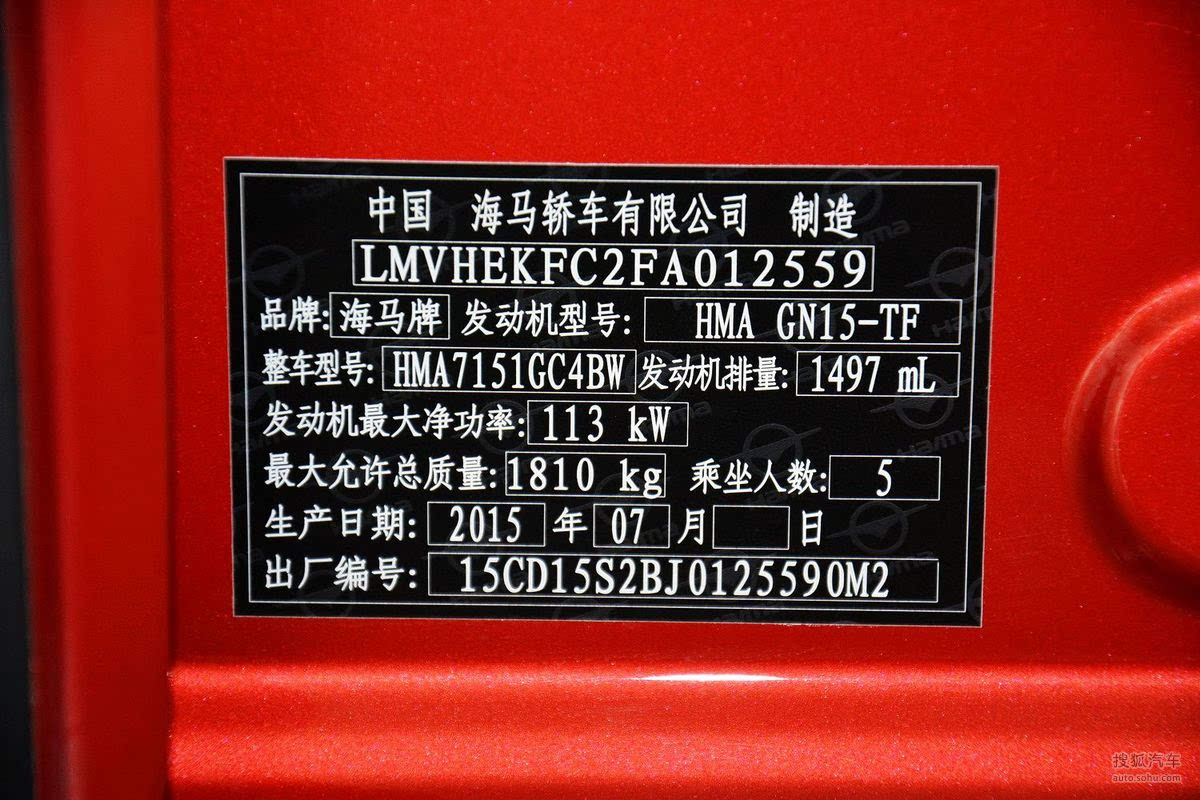 中国 海马轿车有限公司 制造
LMVHEKFC2FA012559
品牌: 海马牌 发动机型号: HMA GN15-TF
整车型号: HMA7151GC4BW 发动机排量: 1497 mL
发动机最大净功率: 113 kW
最大允许总质量: 1810 kg 乘坐人数: 5
生产日期: 2015 年 07 月 日
出厂编号: 15CD15S2BJ0125590M2
搜狐汽车
auto.sohu.com